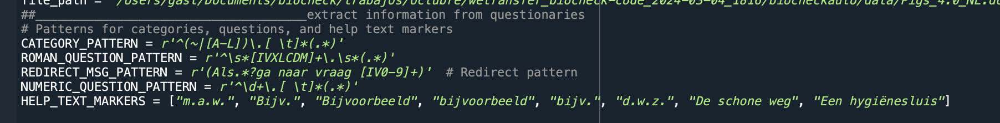 file_path = "/Users/gast/Documents/biocheck/trabajos/octubre/wetransfer_biocheck-code_2024-03-04_1816/biocheckauto/data/Pigs_4.0_NL.do
##_____________________________________extract information from questionaries
# Patterns for categories, questions, and help text markers
CATEGORY_PATTERN = r'^(~|[A-L])\.[ \t]*(.*)'
ROMAN_QUESTION_PATTERN = r'^\s*[IVXLCDM]+\.\s*(.*)'
REDIRECT_MSG_PATTERN = r'(Als.*?ga naar vraag [IV0-9]+)'  # Redirect pattern
NUMERIC_QUESTION_PATTERN = r'^\d+\.[ \t]*(.*)'
HELP_TEXT_MARKERS = ["m.a.w.", "Bijv.", "Bijvoorbeeld", "bijvoorbeeld", "bijv.", "d.w.z.", "De schone weg", "Een hygiënesluis"]